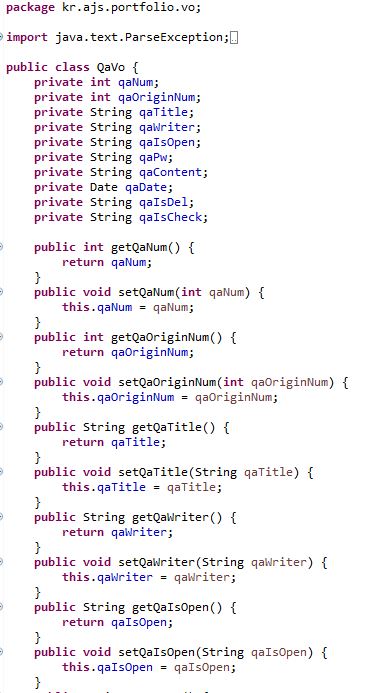 package kr.ajs.portfolio.vo;
import java.text.ParseException;
public class QaVo {
    private int qaNum;
    private int qaOriginNum;
    private String qaTitle;
    private String qaWriter;
    private String qaIsOpen;
    private String qaPw;
    private String qaContent;
    private Date qaDate;
    private String qaIsDel;
    private String qaIsCheck;
    public int getQaNum() {
        return qaNum;
    }
    public void setQaNum(int qaNum) {
        this.qaNum = qaNum;
    }
    public int getQaOriginNum() {
        return qaOriginNum;
    }
    public void setQaOriginNum(int qaOriginNum) {
        this.qaOriginNum = qaOriginNum;
    }
    public String getQaTitle() {
        return qaTitle;
    }
    public void setQaTitle(String qaTitle) {
        this.qaTitle = qaTitle;
    }
    public String getQaWriter() {
        return qaWriter;
    }
    public void setQaWriter(String qaWriter) {
        this.qaWriter = qaWriter;
    }
    public String getQaIsOpen() {
        return qaIsOpen;
    }
    public void setQaIsOpen(String qaIsOpen) {
        this.qaIsOpen = qaIsOpen;
    }